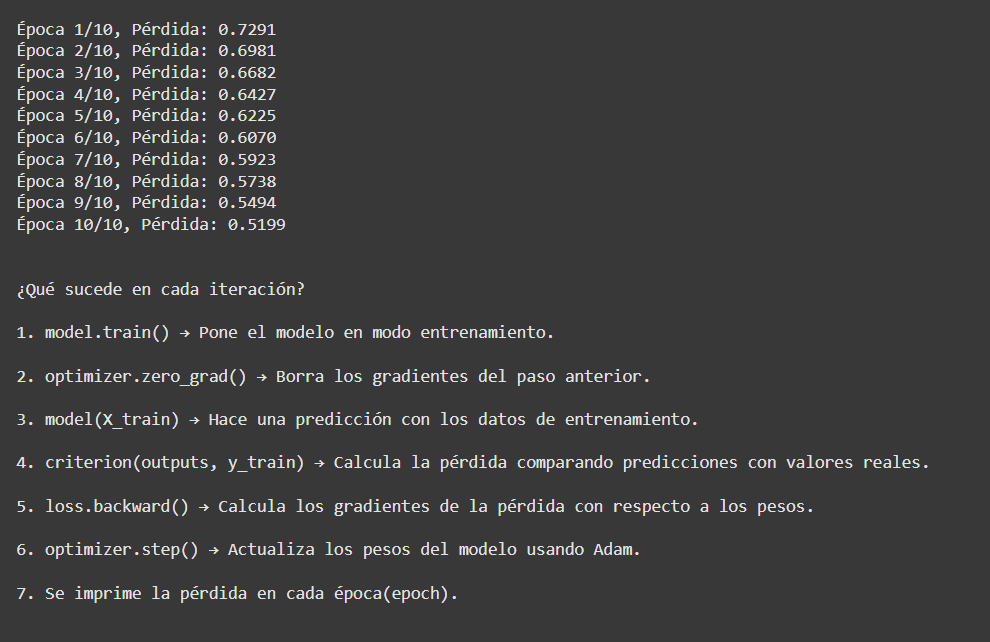 Época 1/10, Pérdida: 0.7291
Época 2/10, Pérdida: 0.6981
Época 3/10, Pérdida: 0.6682
Época 4/10, Pérdida: 0.6427
Época 5/10, Pérdida: 0.6225
Época 6/10, Pérdida: 0.6070
Época 7/10, Pérdida: 0.5923
Época 8/10, Pérdida: 0.5738
Época 9/10, Pérdida: 0.5494
Época 10/10, Pérdida: 0.5199
¿Qué sucede en cada iteración?
1. model.train() → Pone el modelo en modo entrenamiento.
2. optimizer.zero_grad() → Borra los gradientes del paso anterior.
3. model(X_train) → Hace una predicción con los datos de entrenamiento.
4. criterion(outputs, y_train) → Calcula la pérdida comparando predicciones con valores reales.
5. loss.backward() → Calcula los gradientes de la pérdida con respecto a los pesos.
6. optimizer.step() → Actualiza los pesos del modelo usando Adam.
7. Se imprime la pérdida en cada época(epoch).